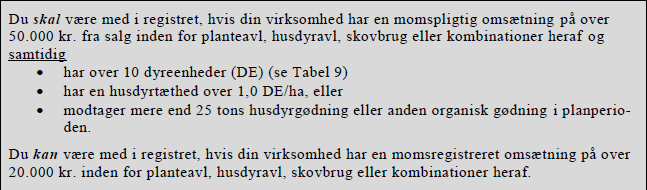 Du skal være med i registret, hvis din virksomhed har en momspligtig omsætning på over
50.000 kr. fra salg inden for planteavl, husdyravl, skovbrug eller kombinationer heraf og
samtidig
• har over 10 dyreenheder (DE) (se Tabel 9)
• har en husdyrtæthed over 1,0 DE/ha, eller
• modtager mere end 25 tons husdyrgødning eller anden organisk gødning i planperio-
den.
Du kan være med i registret, hvis din virksomhed har en momsregistreret omsætning på over
20.000 kr. inden for planteavl, husdyravl, skovbrug eller kombinationer heraf.